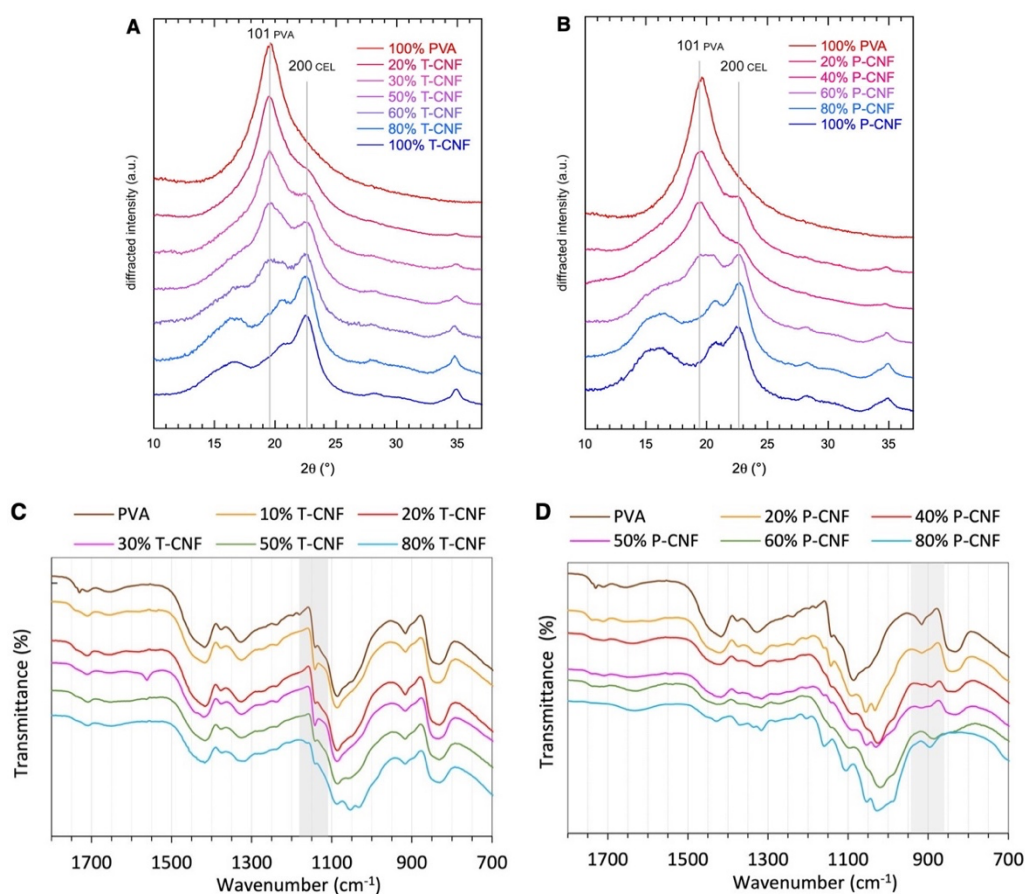 A
101 PVA
200 CEL
100% PVA
20% T-CNF
30% T-CNF
50% T-CNF
60% T-CNF
80% T-CNF
100% T-CNF
diffracted intensity (a.u.)
10 15 20 25 30 35
2θ (°)
B
101 PVA
200 CEL
100% PVA
20% P-CNF
40% P-CNF
60% P-CNF
80% P-CNF
100% P-CNF
diffracted intensity (a.u.)
10 15 20 25 30 35
2θ (°)
C
PVA 10% T-CNF 20% T-CNF
30% T-CNF 50% T-CNF 80% T-CNF
Transmittance (%)
1700 1500 1300 1100 900 700
Wavenumber (cm⁻¹)
D
PVA 20% P-CNF 40% P-CNF
50% P-CNF 60% P-CNF 80% P-CNF
Transmittance (%)
1700 1500 1300 1100 900 700
Wavenumber (cm⁻¹)